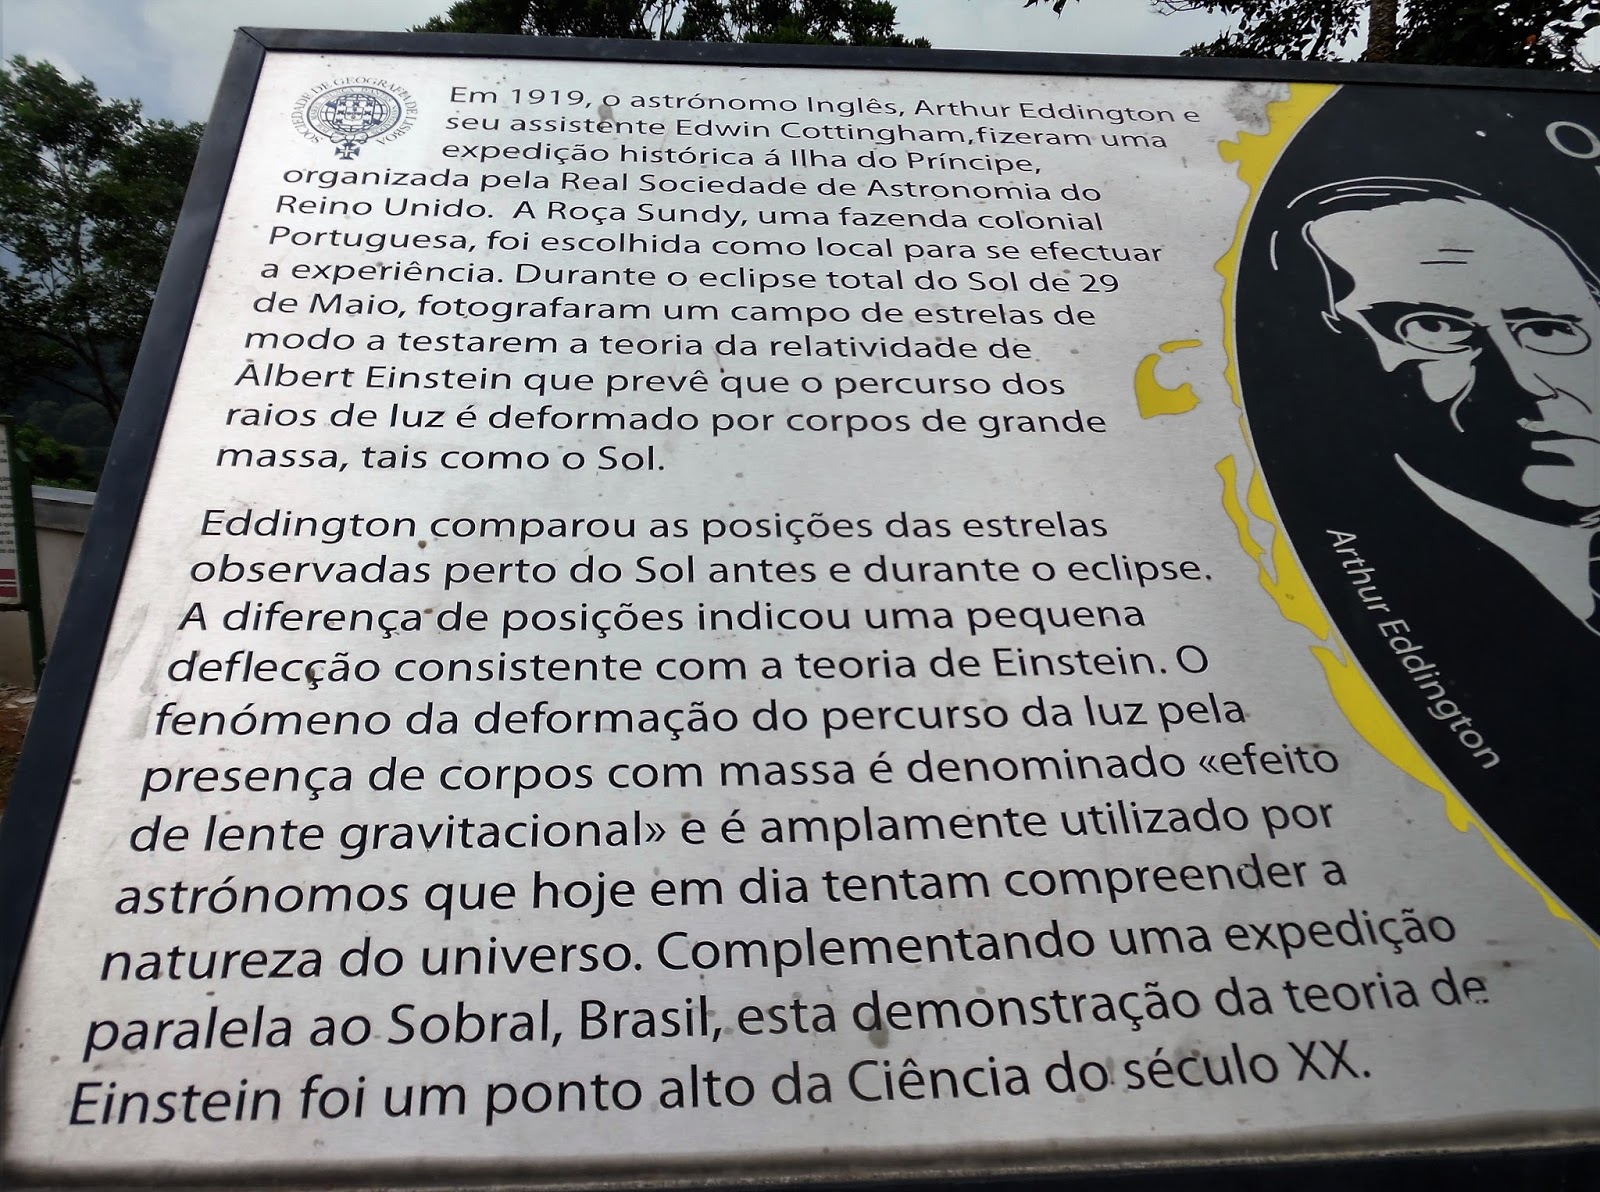 SOCIEDADE DE GEOGRAFIA DE LISBOA
Em 1919, o astrónomo Inglês, Arthur Eddington e
seu assistente Edwin Cottingham,fizeram uma
expedição histórica á Ilha do Príncipe,
organizada pela Real Sociedade de Astronomia do
Reino Unido. A Roça Sundy, uma fazenda colonial
Portuguesa, foi escolhida como local para se efectuar
a experiência. Durante o eclipse total do Sol de 29
de Maio, fotografaram um campo de estrelas de
modo a testarem a teoria da relatividade de
Albert Einstein que prevê que o percurso dos
raios de luz é deformado por corpos de grande
massa, tais como o Sol.
Eddington comparou as posições das estrelas
observadas perto do Sol antes e durante o eclipse.
A diferença de posições indicou uma pequena
deflecção consistente com a teoria de Einstein. O
fenómeno da deformação do percurso da luz pela
presença de corpos com massa é denominado «efeito
de lente gravitacional» e é amplamente utilizado por
astrónomos que hoje em dia tentam compreender a
natureza do universo. Complementando uma expedição
paralela ao Sobral, Brasil, esta demonstração da teoria de
Einstein foi um ponto alto da Ciência do século XX.
Arthur Eddington